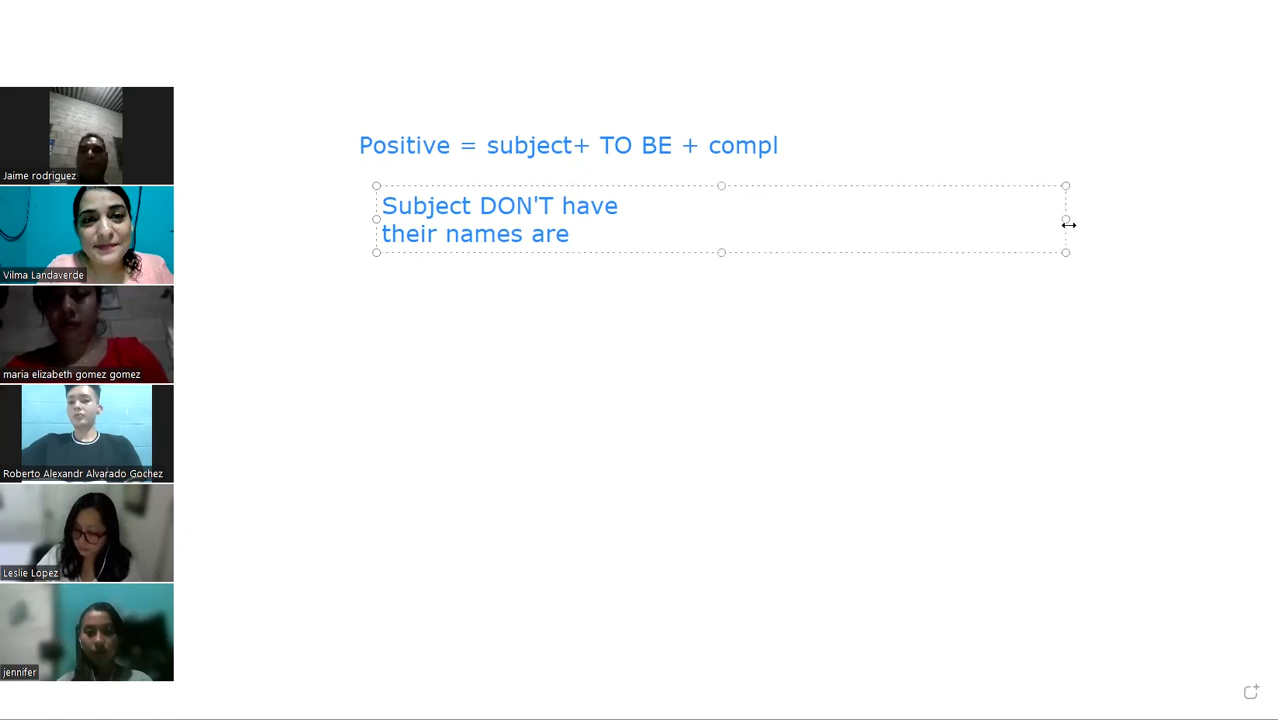 Positive = subject+ TO BE + compl
Subject DON'T have
their names are
Jaime rodriguez
Vilma Landaverde
maria elizabeth gomez gomez
Roberto Alexandr Alvarado Gochez
Leslie Lopez
jennifer